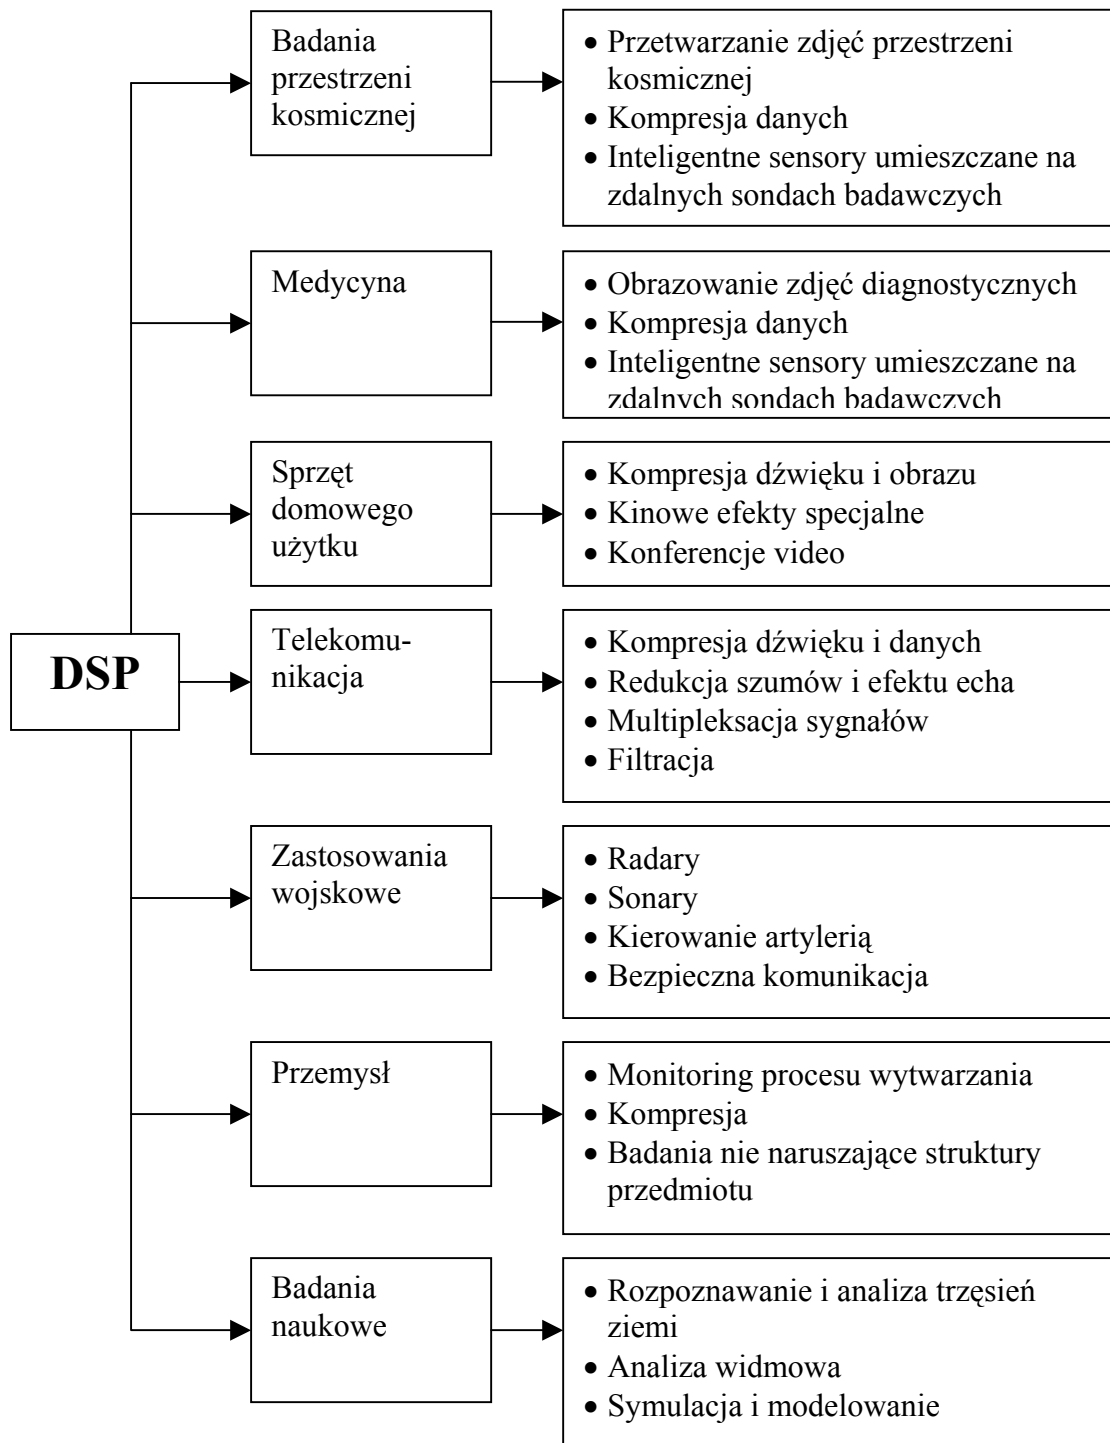 Badania
przestrzeni
kosmicznej
• Przetwarzanie zdjęć przestrzeni
kosmicznej
• Kompresja danych
• Inteligentne sensory umieszczane na
zdalnych sondach badawczych
Medycyna
• Obrazowanie zdjęć diagnostycznych
• Kompresja danych
• Inteligentne sensory umieszczane na
zdalnych sondach badawczych
Sprzęt
domowego
użytku
• Kompresja dźwięku i obrazu
• Kinowe efekty specjalne
• Konferencje video
DSP
Telekomu-
nikacja
• Kompresja dźwięku i danych
• Redukcja szumów i efektu echa
• Multipleksacja sygnałów
• Filtracja
Zastosowania
wojskowe
• Radary
• Sonary
• Kierowanie artylerią
• Bezpieczna komunikacja
Przemysł
• Monitoring procesu wytwarzania
• Kompresja
• Badania nie naruszające struktury
przedmiotu
Badania
naukowe
• Rozpoznawanie i analiza trzęsień
ziemi
• Analiza widmowa
• Symulacja i modelowanie